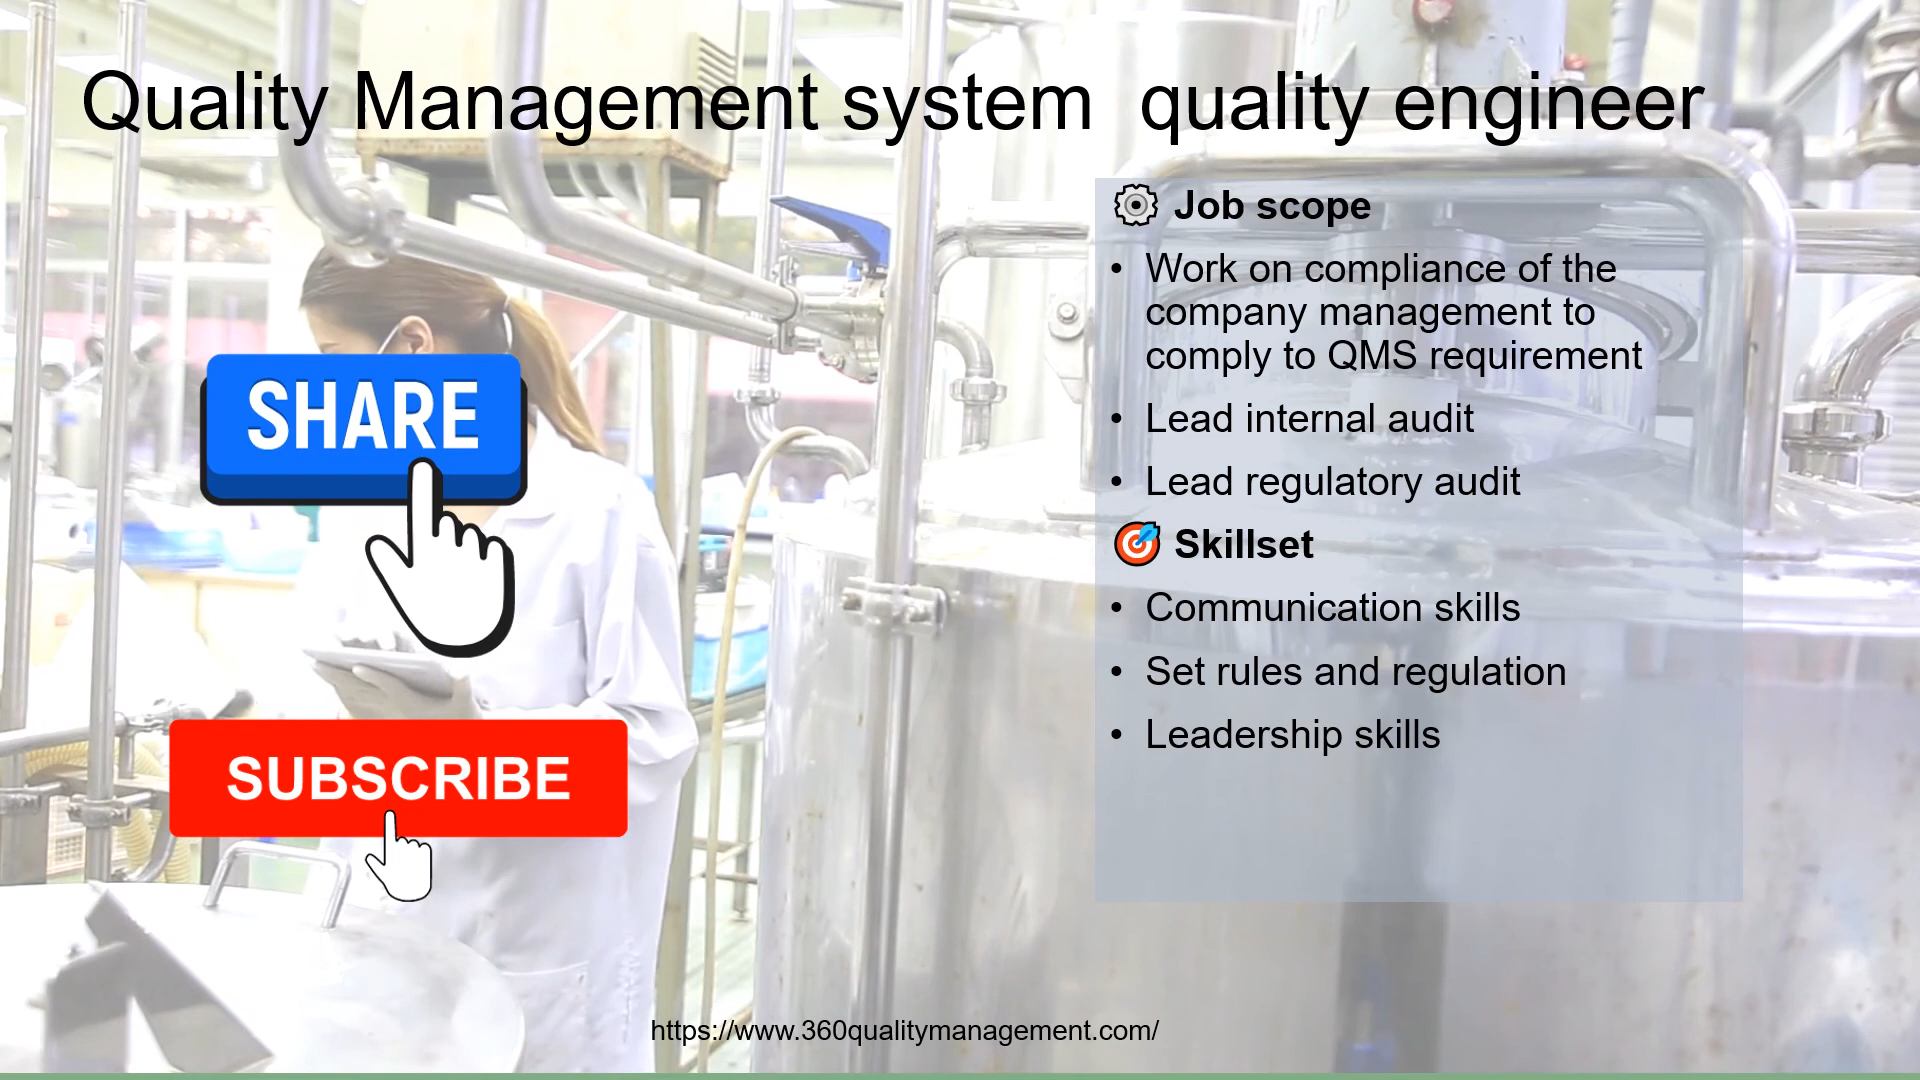 Quality Management system  quality engineer
Job scope
• Work on compliance of the
company management to
comply to QMS requirement
• Lead internal audit
• Lead regulatory audit
Skillset
• Communication skills
• Set rules and regulation
• Leadership skills
SHARE
SUBSCRIBE
https://www.360qualitymanagement.com/